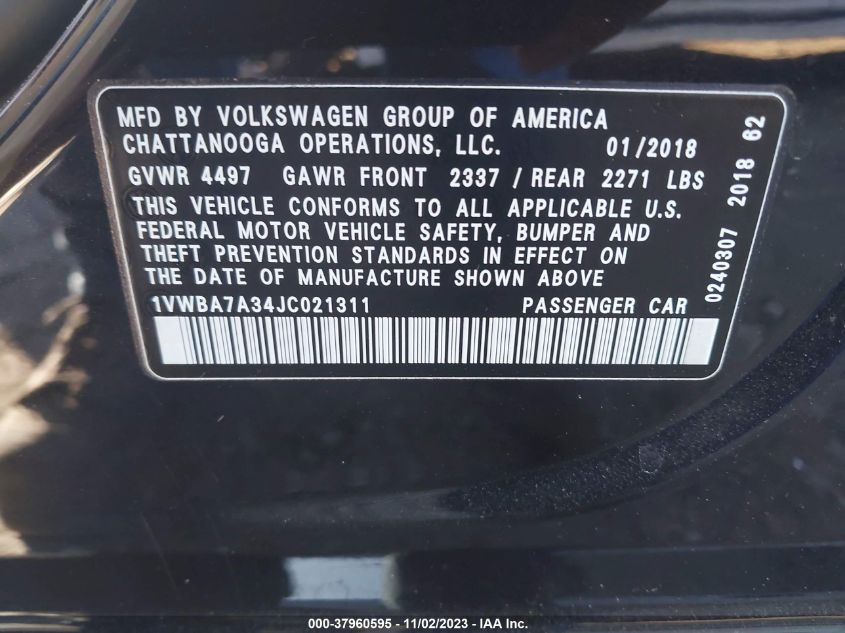 MFD BY VOLKSWAGEN GROUP OF AMERICA
CHATTANOOGA OPERATIONS, LLC. 01/2018
GVWR 4497 GAWR FRONT 2337 / REAR 2271 LBS
THIS VEHICLE CONFORMS TO ALL APPLICABLE U.S.
FEDERAL MOTOR VEHICLE SAFETY, BUMPER AND
THEFT PREVENTION STANDARDS IN EFFECT ON
THE DATE OF MANUFACTURE SHOWN ABOVE
1VWBA7A34JC021311 PASSENGER CAR
0240307 2018 62
000-37960595 - 11/02/2023 - IAA Inc.